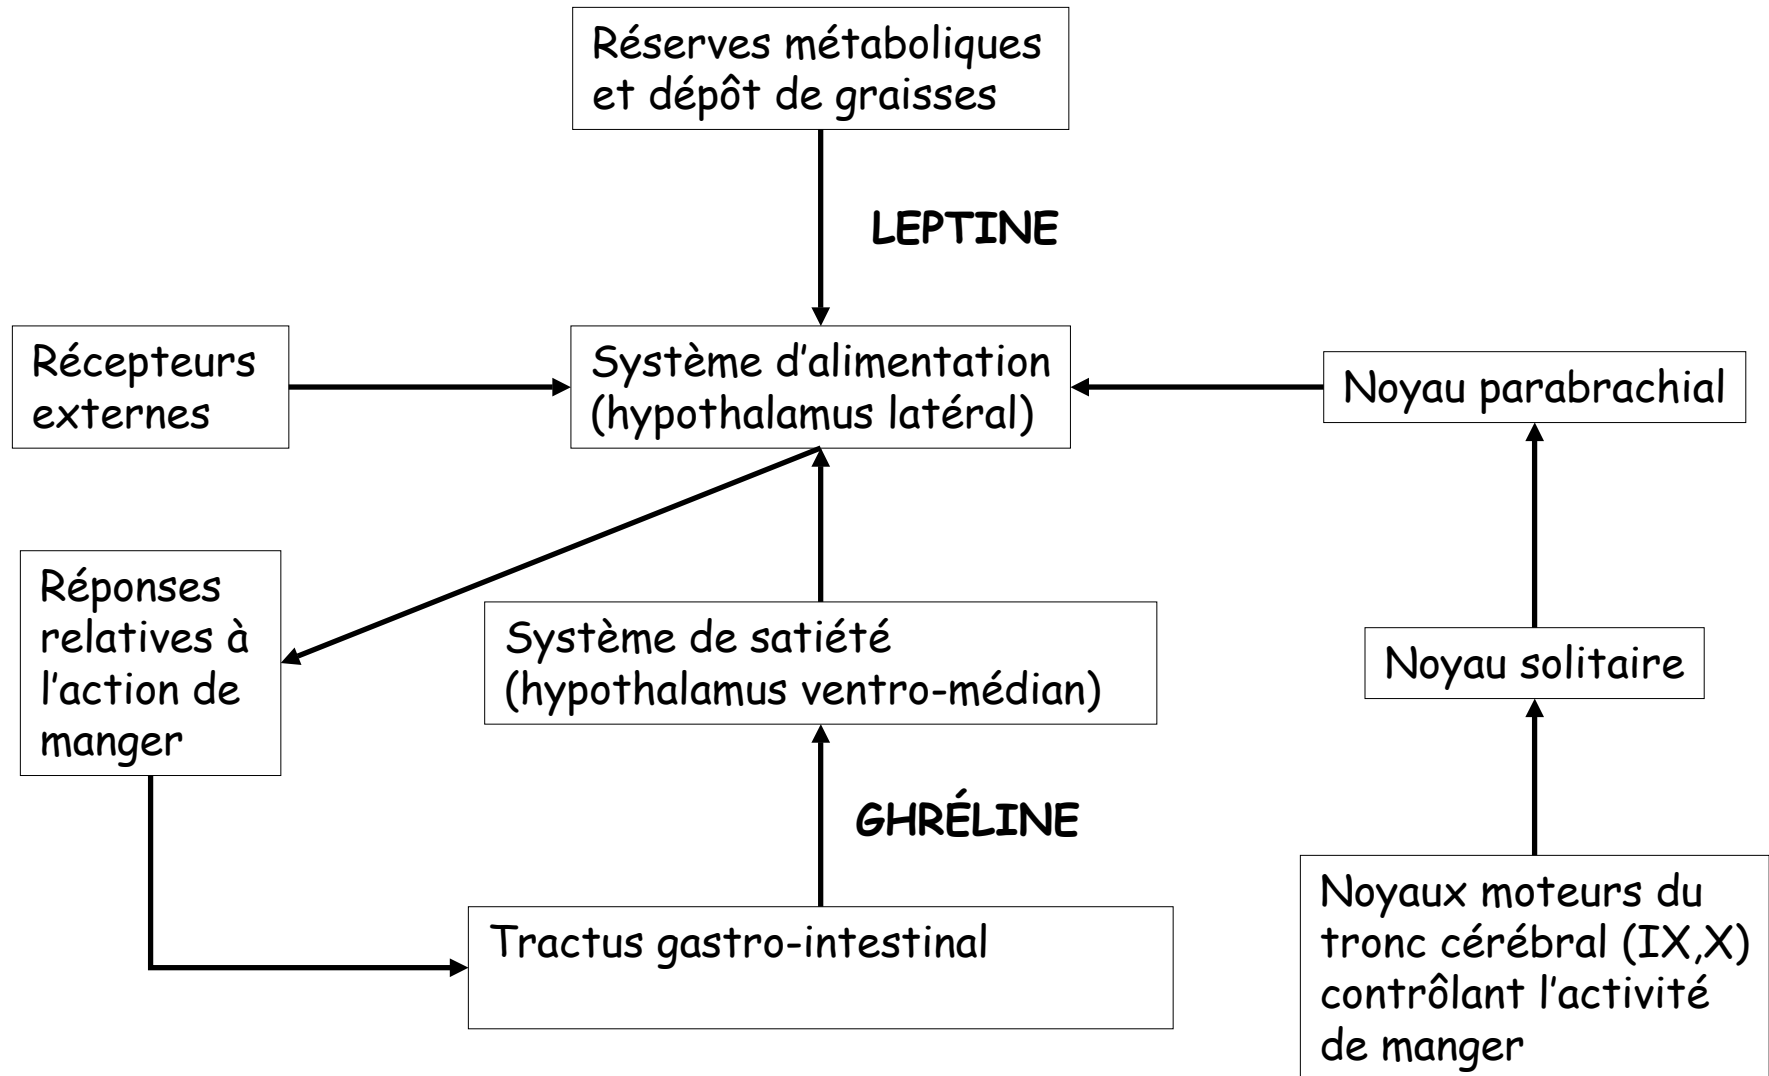 Réserves métaboliques
et dépôt de graisses
LEPTINE
Récepteurs
externes
Système d'alimentation
(hypothalamus latéral)
Noyau parabrachial
Réponses
relatives à
l'action de
manger
Système de satiété
(hypothalamus ventro-médian)
Noyau solitaire
GHRÉLINE
Tractus gastro-intestinal
Noyaux moteurs du
tronc cérébral (IX,X)
contrôlant l'activité
de manger